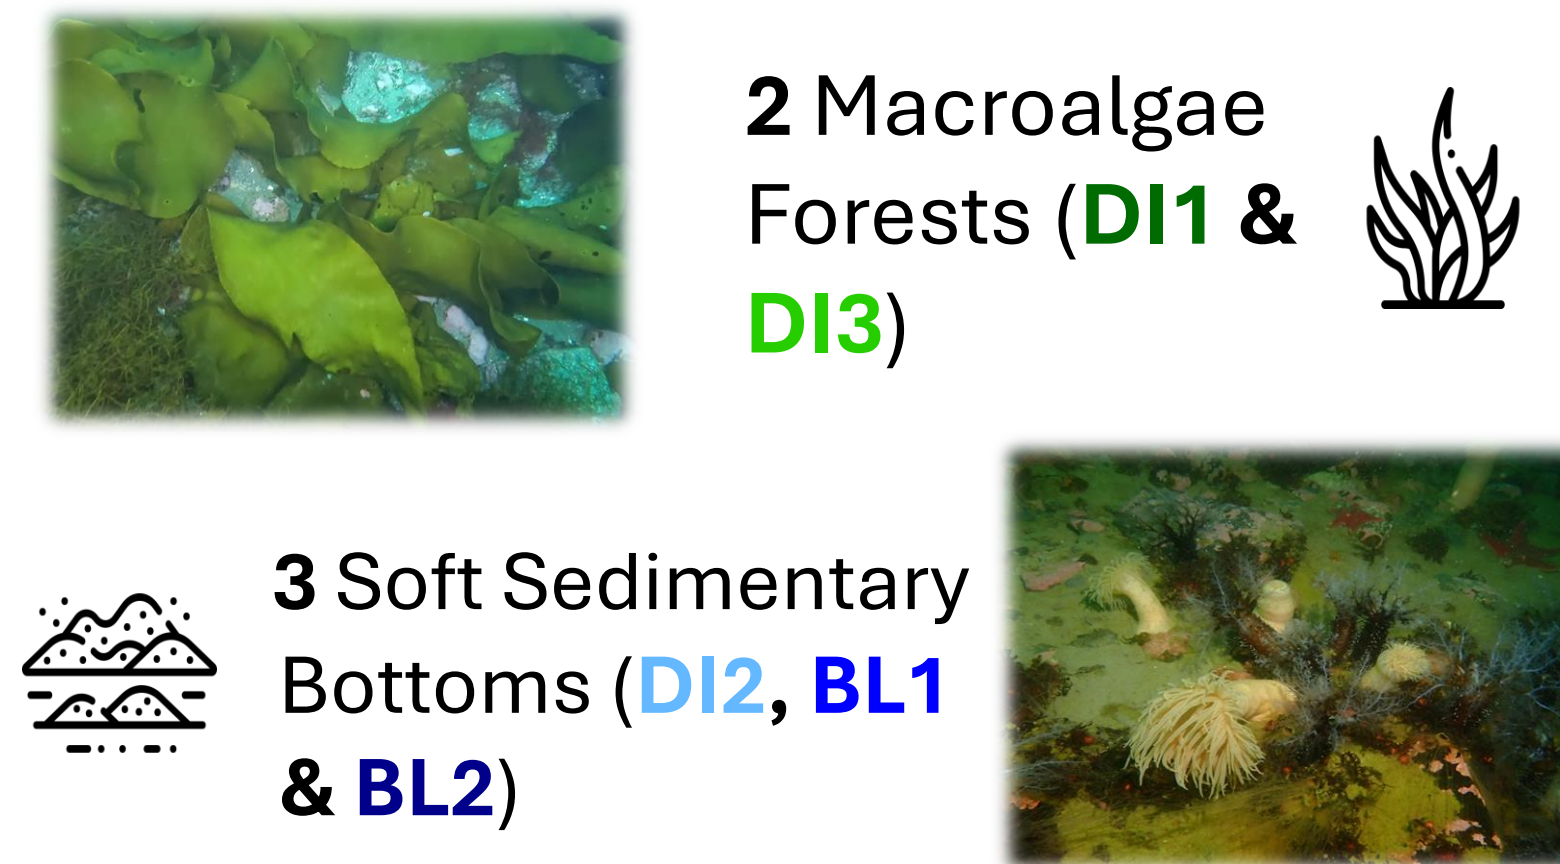 2 Macroalgae
Forests (DI1 &
DI3)
3 Soft Sedimentary
Bottoms (DI2, BL1
& BL2)